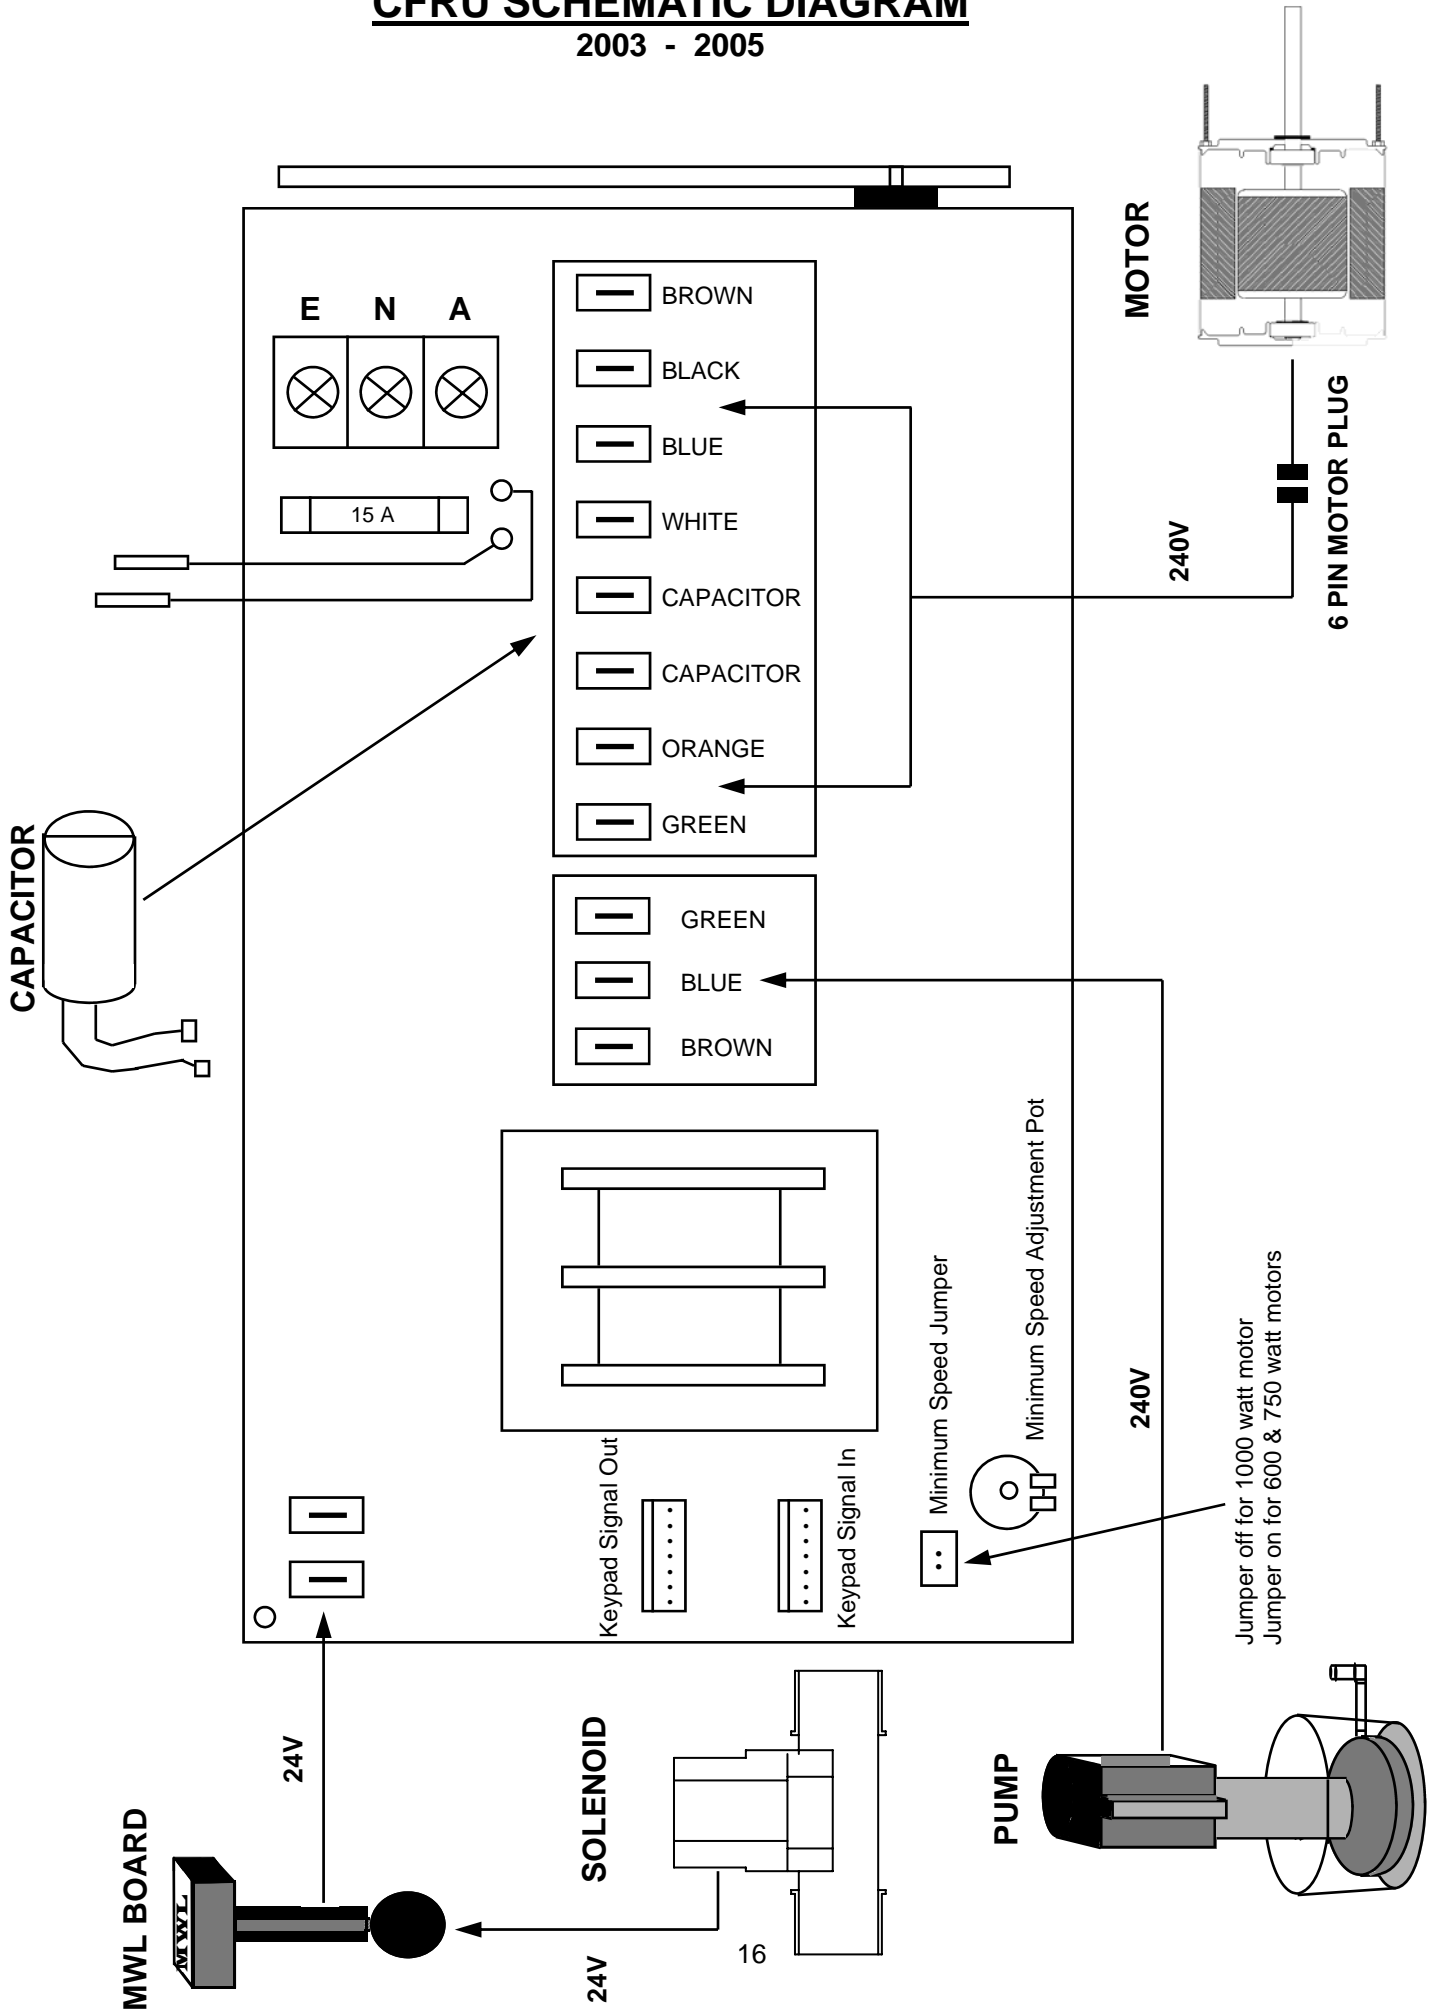 CFRU SCHEMATIC DIAGRAM
2003 - 2005
MOTOR
E N A
BROWN
BLACK
BLUE
WHITE
CAPACITOR
CAPACITOR
ORANGE
GREEN
15 A
6 PIN MOTOR PLUG
240V
CAPACITOR
GREEN
BLUE
BROWN
Minimum Speed Adjustment Pot
Minimum Speed Jumper
Keypad Signal Out
Keypad Signal In
240V
Jumper off for 1000 watt motor
Jumper on for 600 & 750 watt motors
24V
MWL BOARD
MWL
SOLENOID
24V
PUMP
16